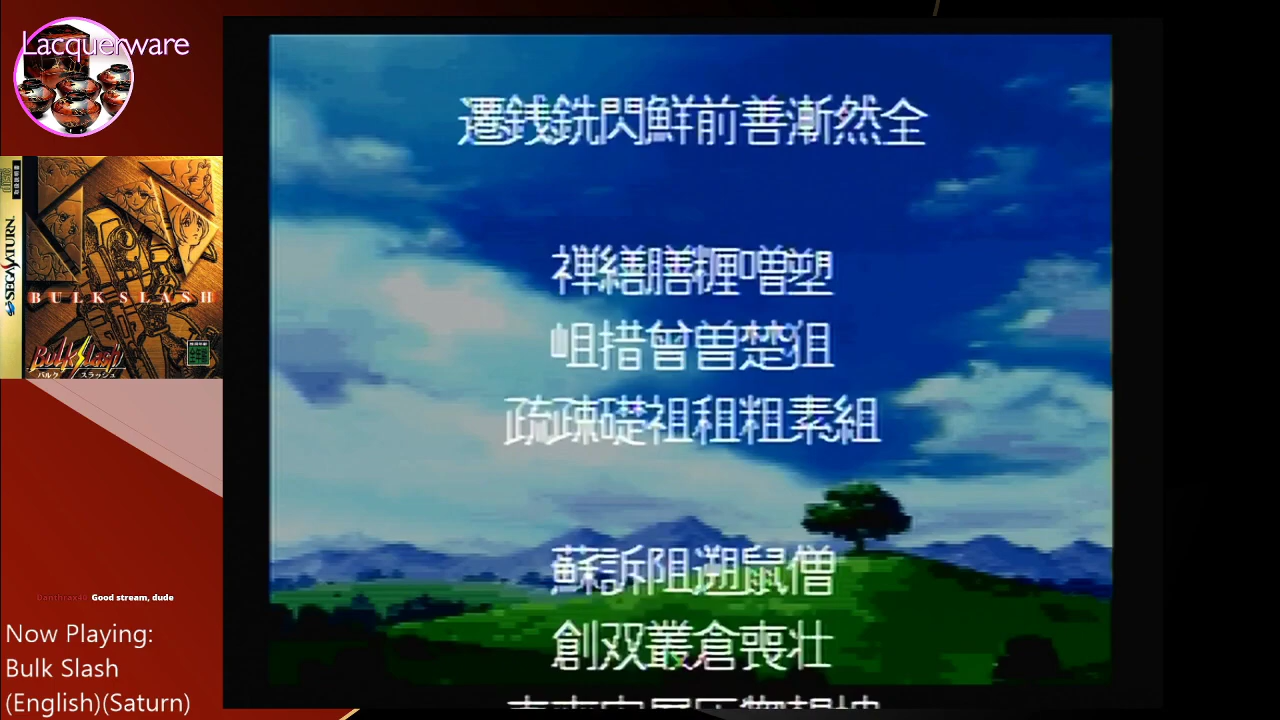 Lacquerware
SEGA SATURN
BULK SLASH
Bulk Slash
バルク スラッシュ
遷銭銑閃鮮前善漸然全
禅繕膳糎噌塑
岨措曾曽楚狙
疏疎礎祖租粗素組
蘇訴阻遡鼠僧
創双叢倉喪壮
Danthrax4: Good stream, dude
Now Playing:
Bulk Slash
(English)(Saturn)